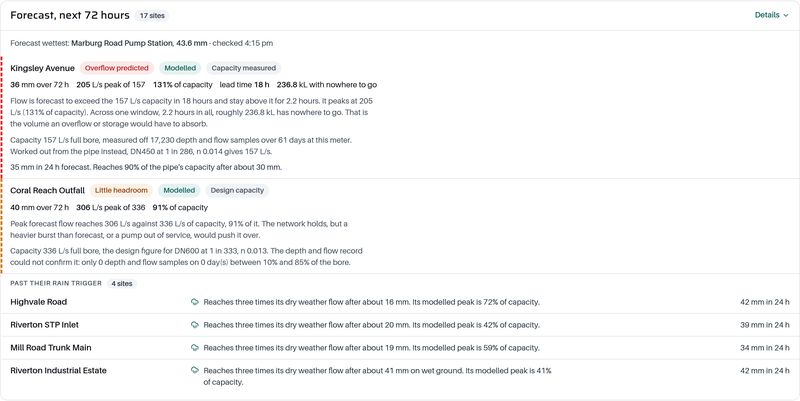 Forecast, next 72 hours 17 sites Details
Forecast wettest: Marburg Road Pump Station, 43.6 mm · checked 4:15 pm
Kingsley Avenue Overflow predicted Modelled Capacity measured
36 mm over 72 h 205 L/s peak of 157 131% of capacity lead time 18 h 236.8 kL with nowhere to go
Flow is forecast to exceed the 157 L/s capacity in 18 hours and stay above it for 2.2 hours. It peaks at 205
L/s (131% of capacity). Across one window, 2.2 hours in all, roughly 236.8 kL has nowhere to go. That is
the volume an overflow or storage would have to absorb.
Capacity 157 L/s full bore, measured off 17,230 depth and flow samples over 61 days at this meter.
Worked out from the pipe instead, DN450 at 1 in 286, n 0.014 gives 157 L/s.
35 mm in 24 h forecast. Reaches 90% of the pipe's capacity after about 30 mm.
Coral Reach Outfall Little headroom Modelled Design capacity
40 mm over 72 h 306 L/s peak of 336 91% of capacity
Peak forecast flow reaches 306 L/s against 336 L/s of capacity, 91% of it. The network holds, but a
heavier burst than forecast, or a pump out of service, would push it over.
Capacity 336 L/s full bore, the design figure for DN600 at 1 in 333, n 0.013. The depth and flow record
could not confirm it: only 0 depth and flow samples on 0 day(s) between 10% and 85% of the bore.
PAST THEIR RAIN TRIGGER 4 sites
Highvale Road Reaches three times its dry weather flow after about 16 mm. Its modelled peak is 72% of capacity. 42 mm in 24 h
Riverton STP Inlet Reaches three times its dry weather flow after about 20 mm. Its modelled peak is 42% of capacity. 39 mm in 24 h
Mill Road Trunk Main Reaches three times its dry weather flow after about 19 mm. Its modelled peak is 59% of capacity. 34 mm in 24 h
Riverton Industrial Estate Reaches three times its dry weather flow after about 41 mm on wet ground. Its modelled peak is 41% 42 mm in 24 h
of capacity.